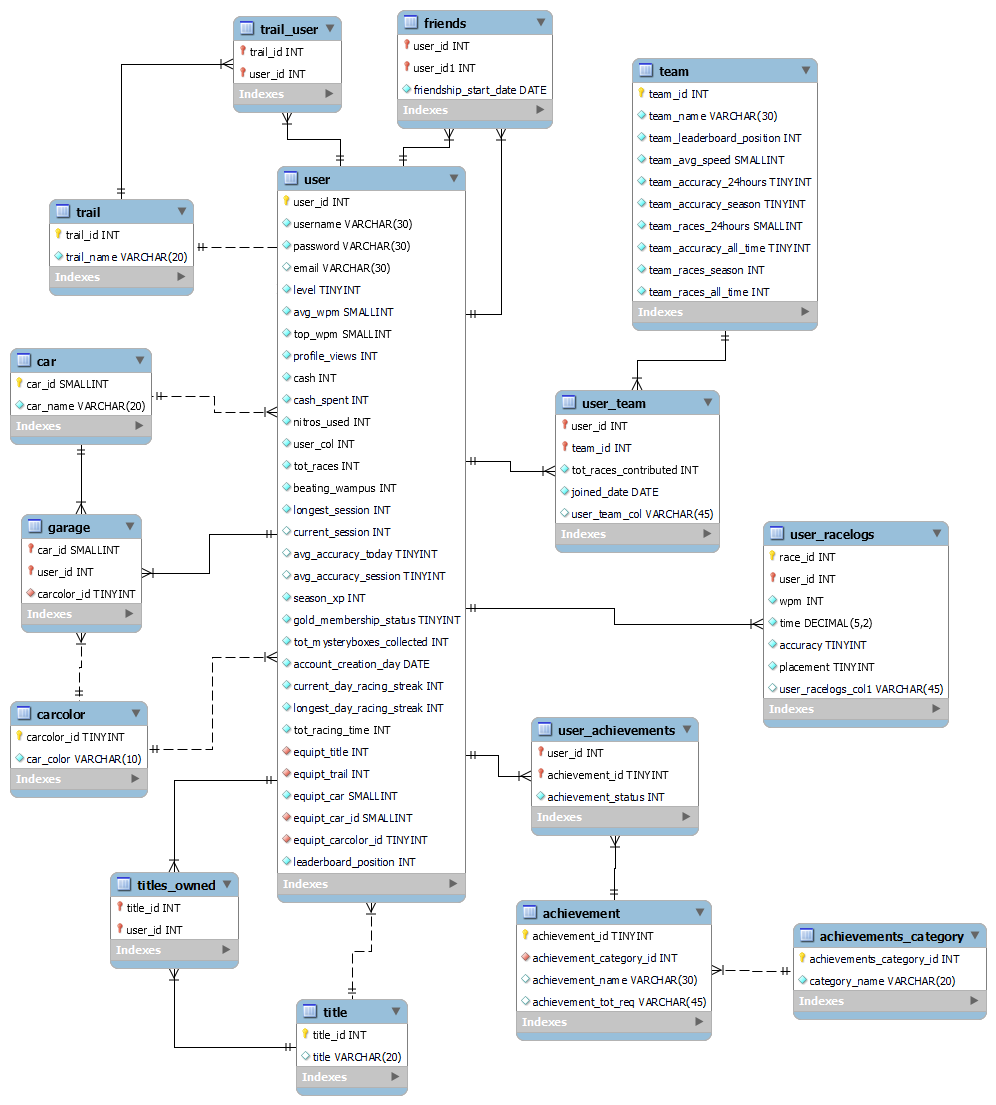 trail_user
trail_id INT
user_id INT
Indexes
friends
user_id INT
user_id1 INT
friendship_start_date DATE
Indexes
team
team_id INT
team_name VARCHAR(30)
team_leaderboard_position INT
team_avg_speed SMALLINT
team_accuracy_24hours TINYINT
team_accuracy_season TINYINT
team_races_24hours SMALLINT
team_accuracy_all_time TINYINT
team_races_season INT
team_races_all_time INT
Indexes
trail
trail_id INT
trail_name VARCHAR(20)
Indexes
user
user_id INT
username VARCHAR(30)
password VARCHAR(30)
email VARCHAR(30)
level TINYINT
avg_wpm SMALLINT
top_wpm SMALLINT
profile_views INT
cash INT
cash_spent INT
nitros_used INT
user_col INT
tot_races INT
beating_wampus INT
longest_session INT
current_session INT
avg_accuracy_today TINYINT
avg_accuracy_session TINYINT
season_xp INT
gold_membership_status TINYINT
tot_mysteryboxes_collected INT
account_creation_day DATE
current_day_racing_streak INT
longest_day_racing_streak INT
tot_racing_time INT
equipt_title INT
equipt_trail INT
equipt_car SMALLINT
equipt_car_id SMALLINT
equipt_carcolor_id TINYINT
leaderboard_position INT
Indexes
car
car_id SMALLINT
car_name VARCHAR(20)
Indexes
user_team
user_id INT
team_id INT
tot_races_contributed INT
joined_date DATE
user_team_col VARCHAR(45)
Indexes
garage
car_id SMALLINT
user_id INT
carcolor_id TINYINT
Indexes
user_racelogs
race_id INT
user_id INT
wpm INT
time DECIMAL(5,2)
accuracy TINYINT
placement TINYINT
user_racelogs_col1 VARCHAR(45)
Indexes
carcolor
carcolor_id TINYINT
car_color VARCHAR(10)
Indexes
user_achievements
user_id INT
achievement_id TINYINT
achievement_status INT
Indexes
titles_owned
title_id INT
user_id INT
Indexes
achievement
achievement_id TINYINT
achievement_category_id INT
achievement_name VARCHAR(30)
achievement_tot_req VARCHAR(45)
Indexes
achievements_category
achievements_category_id INT
category_name VARCHAR(20)
Indexes
title
title_id INT
title VARCHAR(20)
Indexes